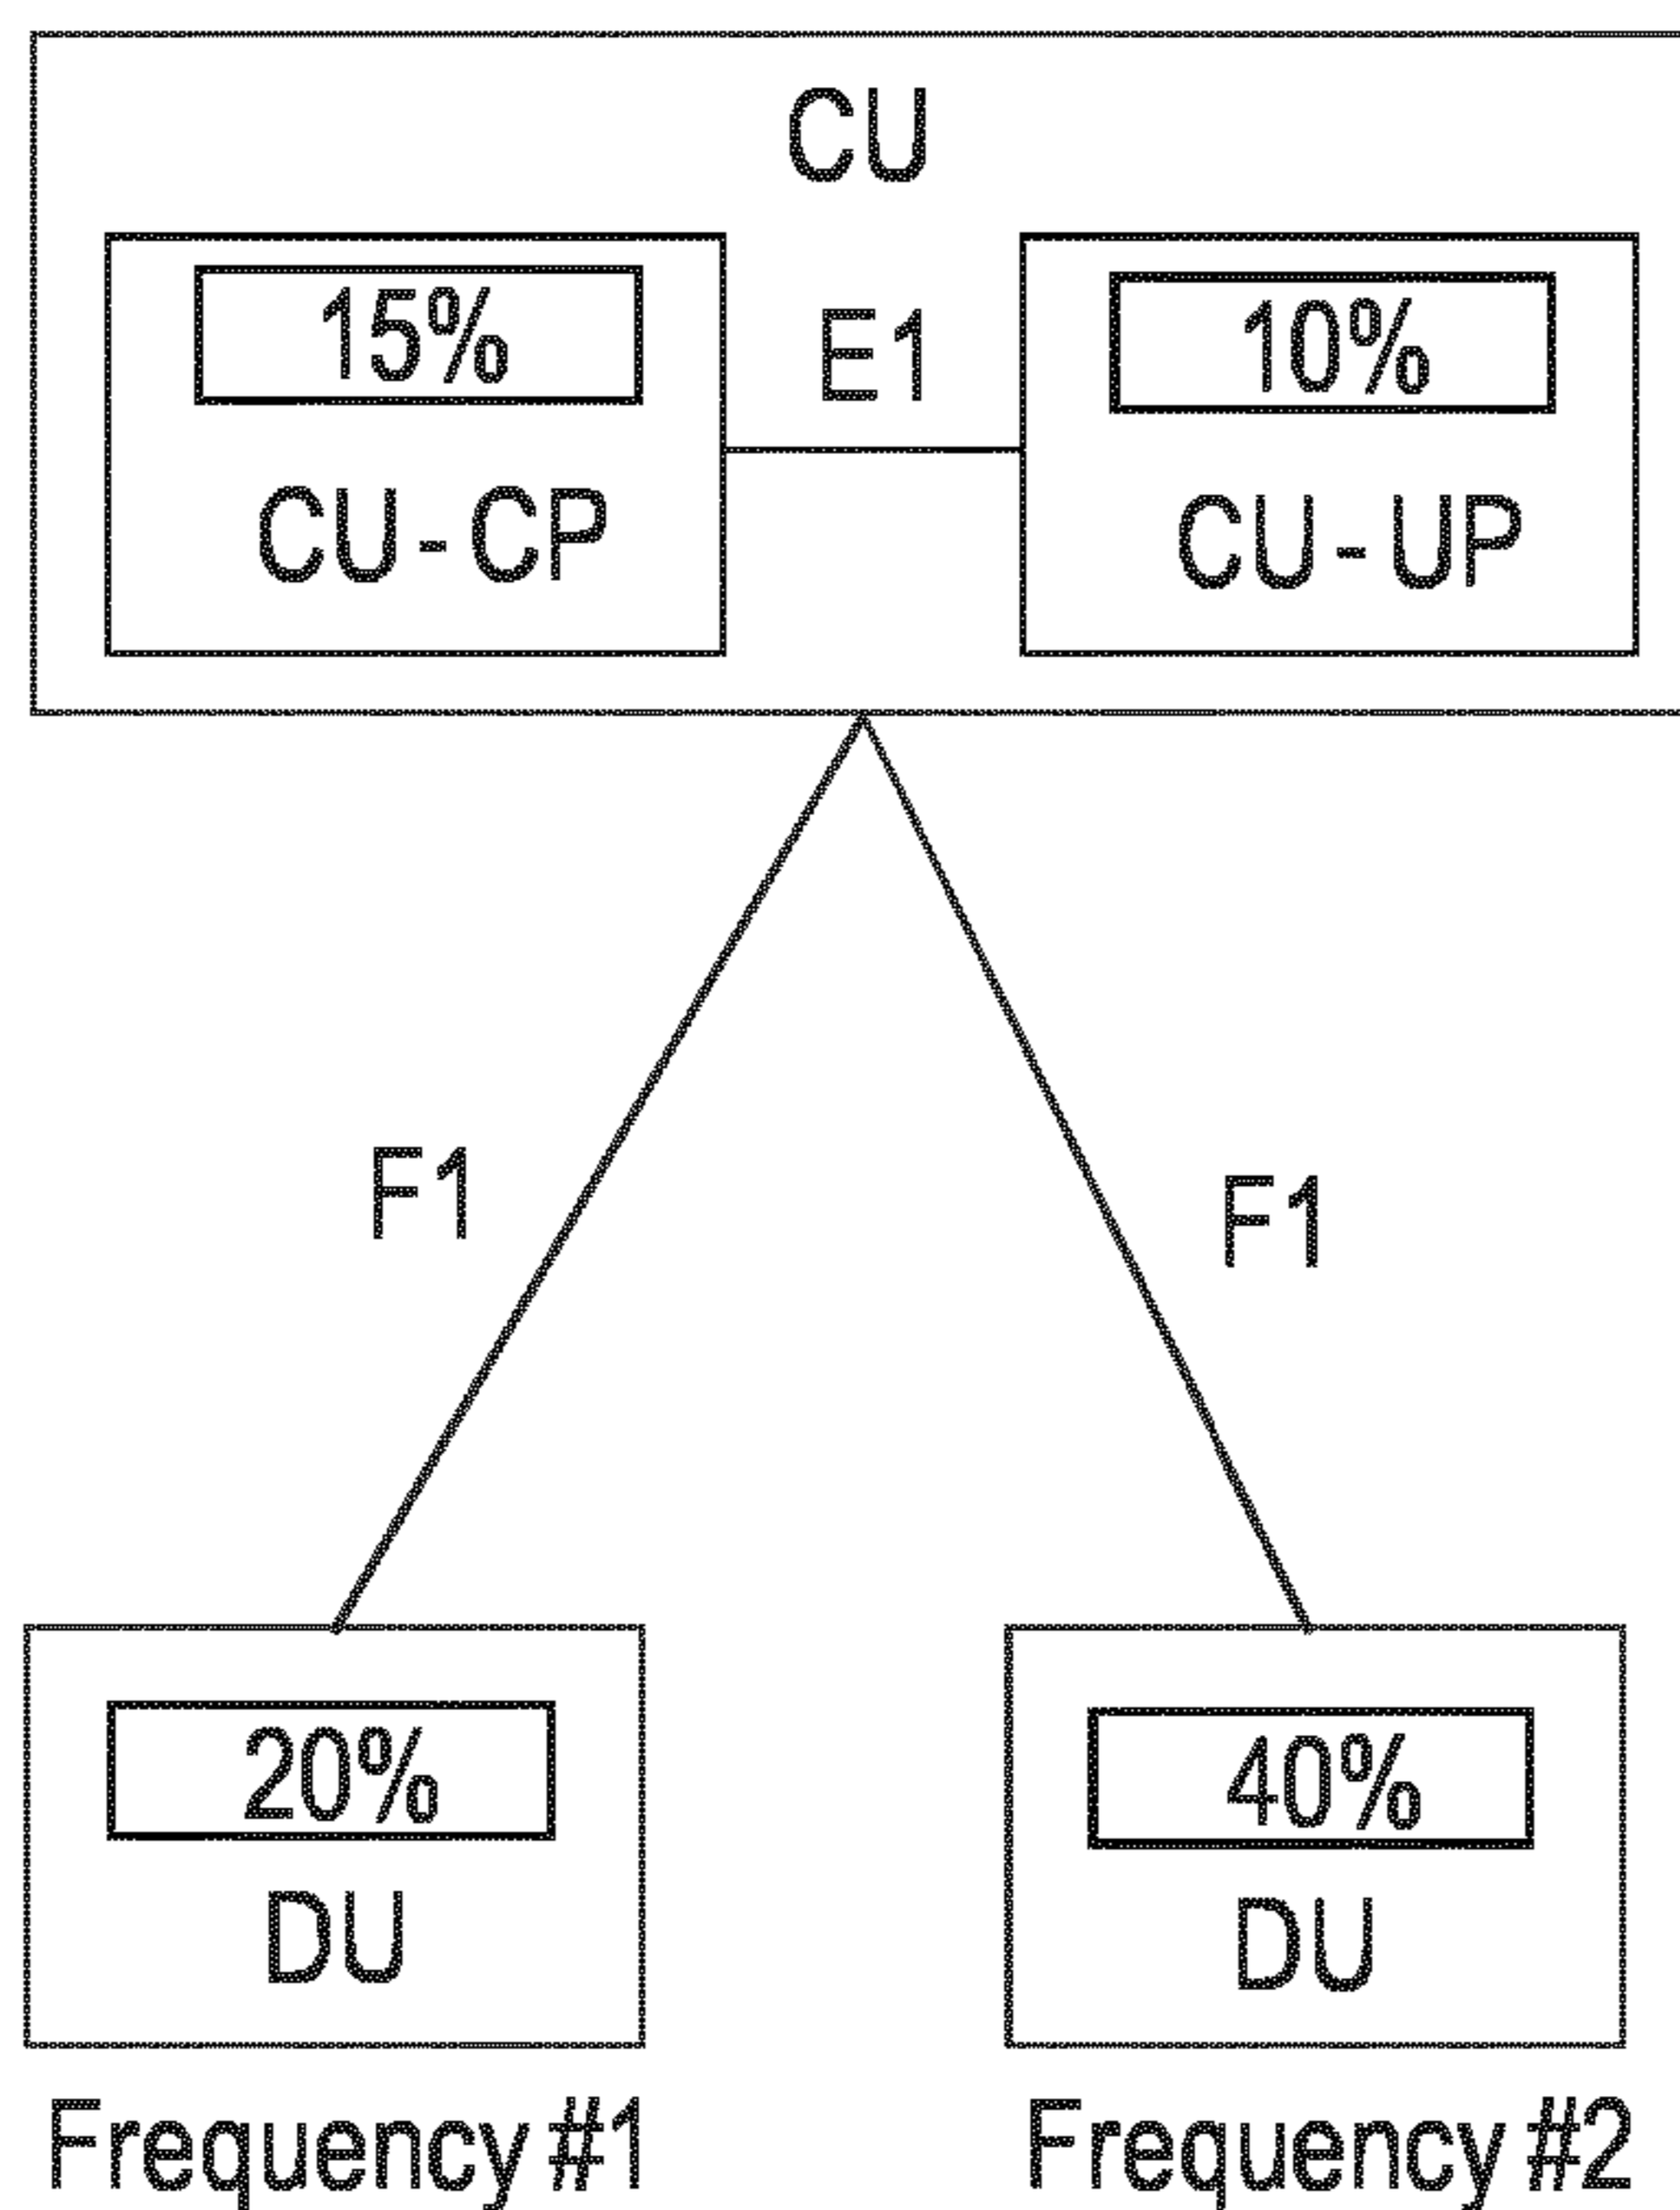 CU
15%
E1
10%
CU-CP
CU-UP
F1
F1
20%
40%
DU
DU
Frequency #1
Frequency #2